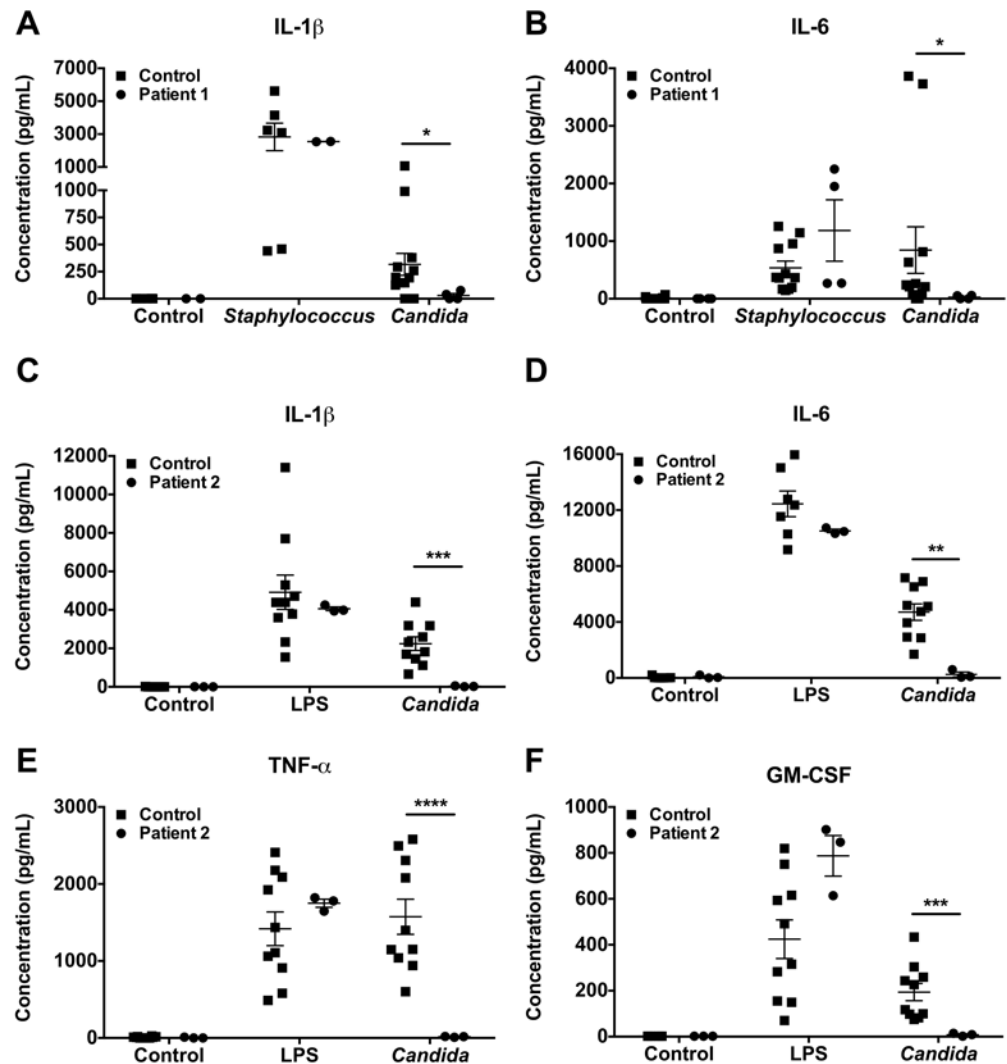 A
IL-1β
Concentration (pg/mL)
7000
6000
5000
4000
3000
2000
1000
1000
750
500
250
0
Control
Patient 1
*
Control
Staphylococcus
Candida
B
IL-6
Concentration (pg/mL)
4000
3000
2000
1000
0
Control
Patient 1
*
Control
Staphylococcus
Candida
C
IL-1β
Concentration (pg/mL)
12000
10000
8000
6000
4000
2000
0
Control
Patient 2
***
Control
LPS
Candida
D
IL-6
Concentration (pg/mL)
16000
12000
8000
4000
0
Control
Patient 2
**
Control
LPS
Candida
E
TNF-α
Concentration (pg/mL)
3000
2000
1000
0
Control
Patient 2
****
Control
LPS
Candida
F
GM-CSF
Concentration (pg/mL)
1000
800
600
400
200
0
Control
Patient 2
***
Control
LPS
Candida